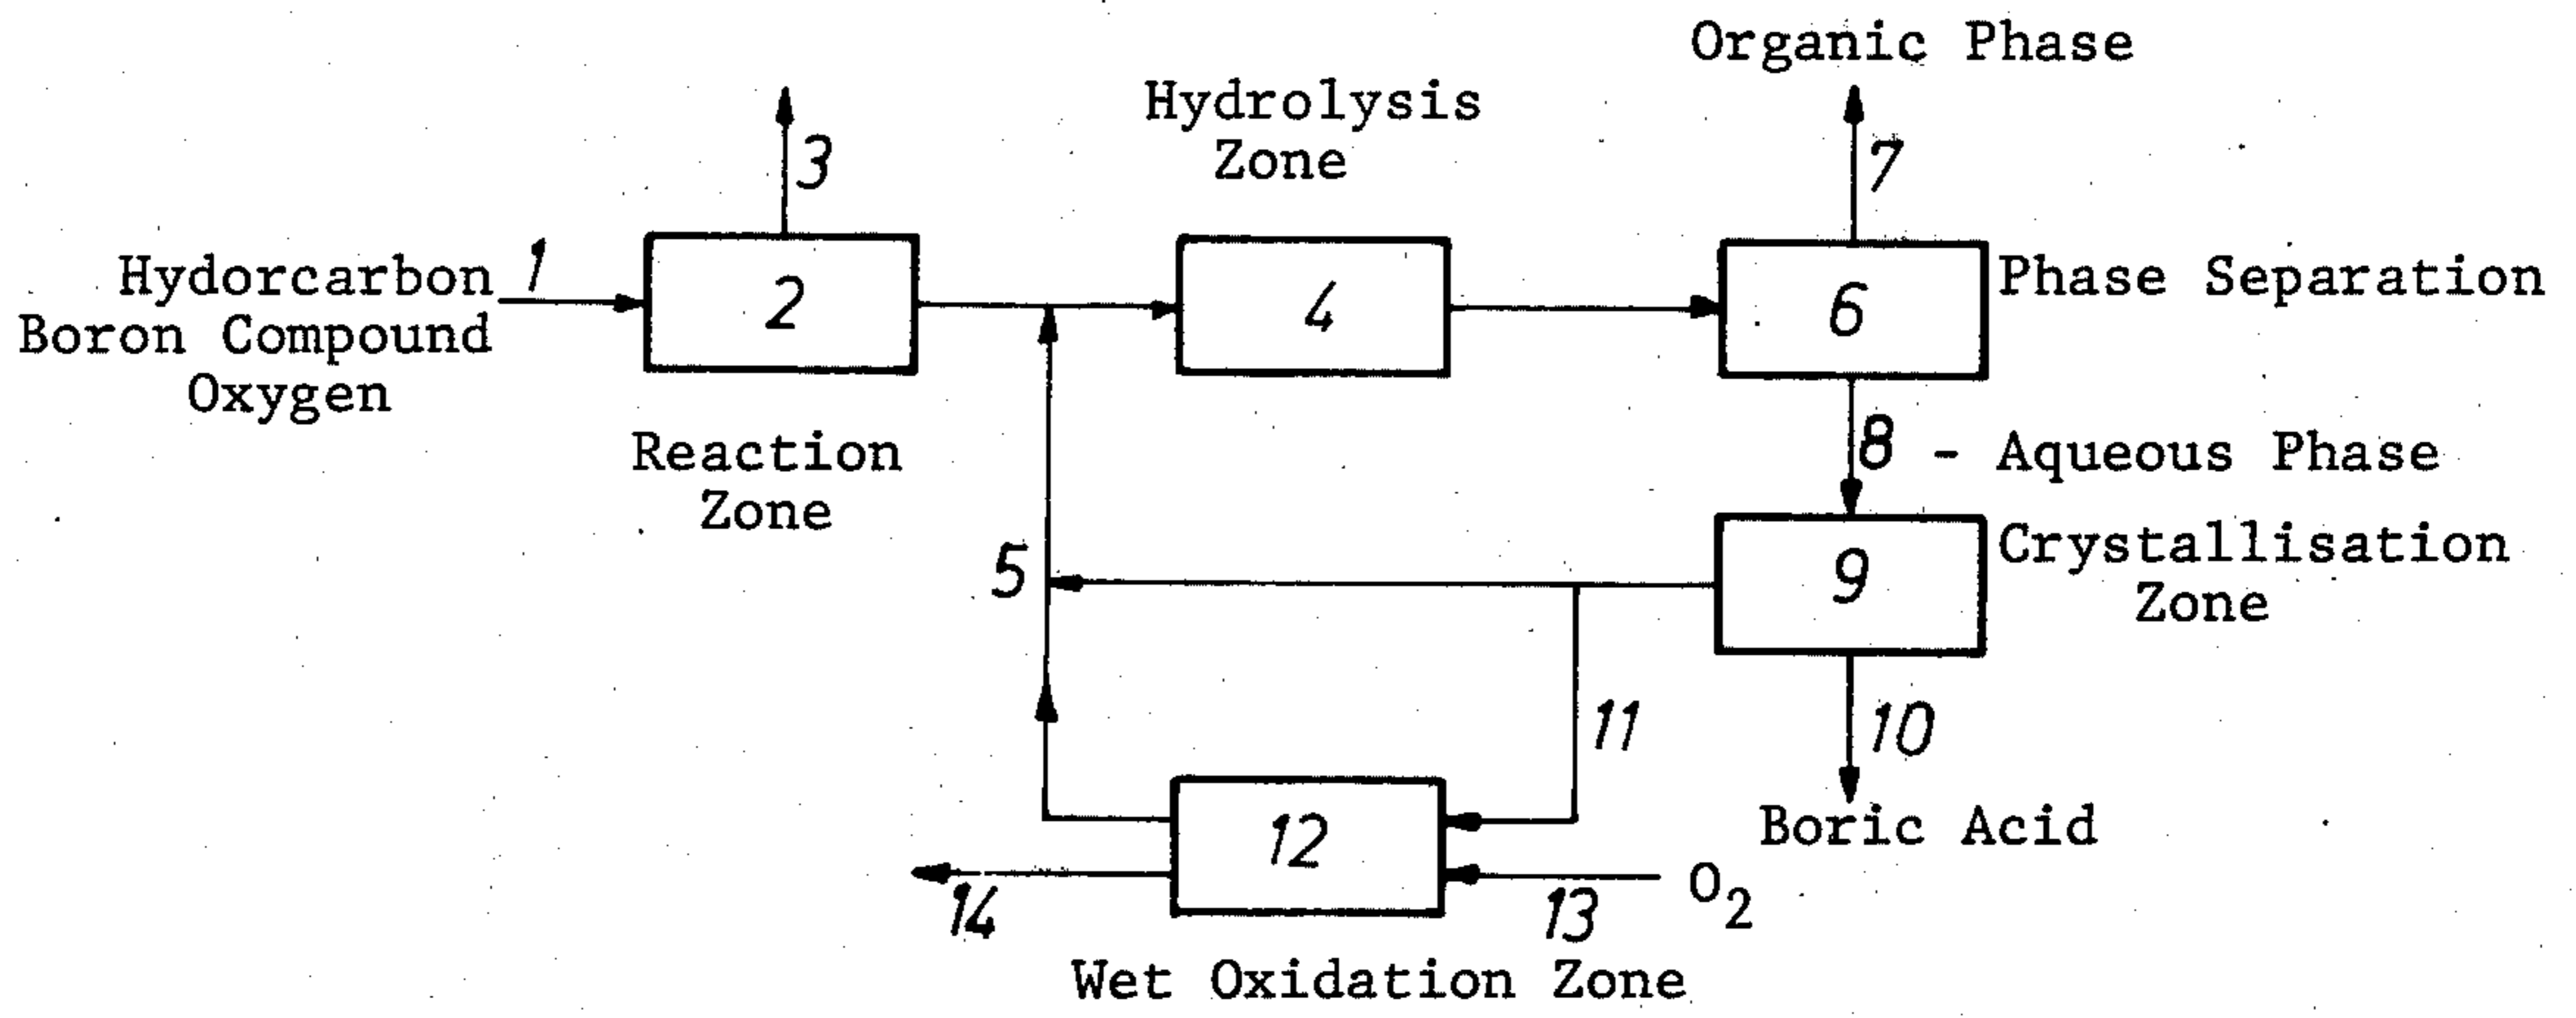 Organic Phase
Hydrolysis
Zone
3
7
1
Hydorcarbon
Boron Compound
Oxygen
2
4
6
Phase Separation
Reaction
Zone
8 - Aqueous Phase
5
9
Crystallisation
Zone
11
10
Boric Acid
12
14
13
O2
Wet Oxidation Zone